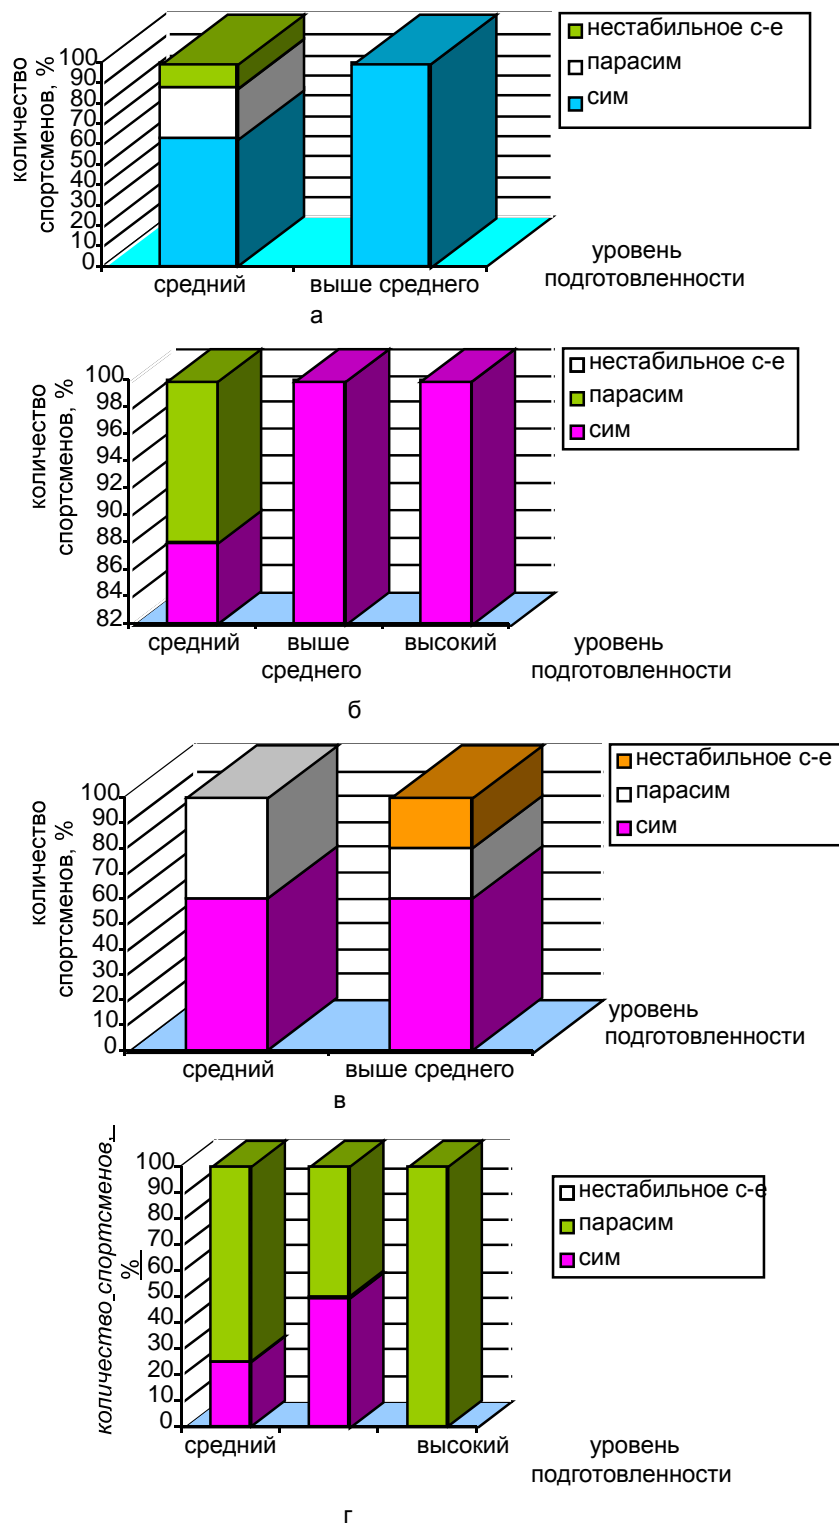 количество
спортсменов, %
100
90
80
70
60
50
40
30
20
10
0
средний
выше среднего
уровень
подготовленности
нестабильное с-е
парасим
сим
а
количество
спортсменов, %
100
98
96
94
92
90
88
86
84
82
средний
выше
среднего
высокий
уровень
подготовленности
нестабильное с-е
парасим
сим
б
количество
спортсменов, %
100
90
80
70
60
50
40
30
20
10
0
средний
выше среднего
уровень
подготовленности
нестабильное с-е
парасим
сим
в
количество спортсменов,
%
100
90
80
70
60
50
40
30
20
10
0
средний
высокий
уровень
подготовленности
нестабильное с-е
парасим
сим
г